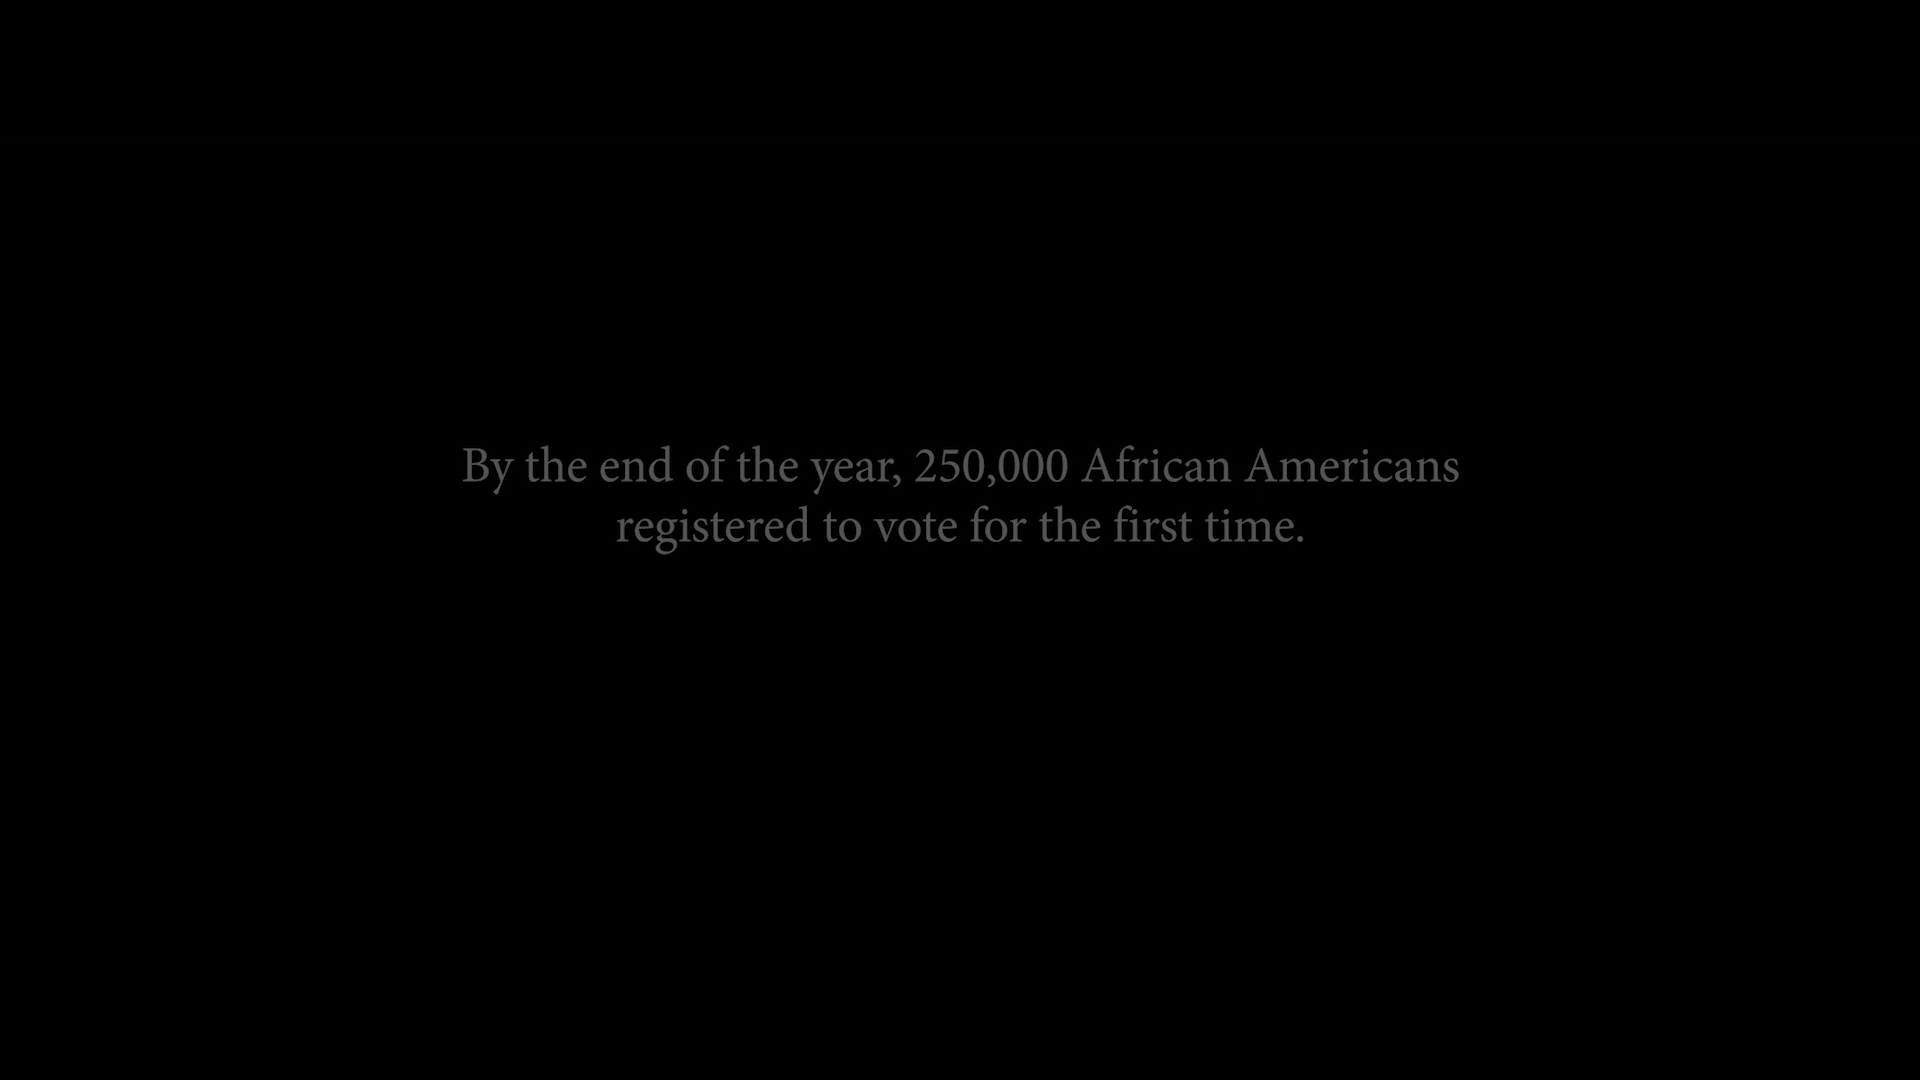 By the end of the year, 250,000 African Americans
registered to vote for the first time.